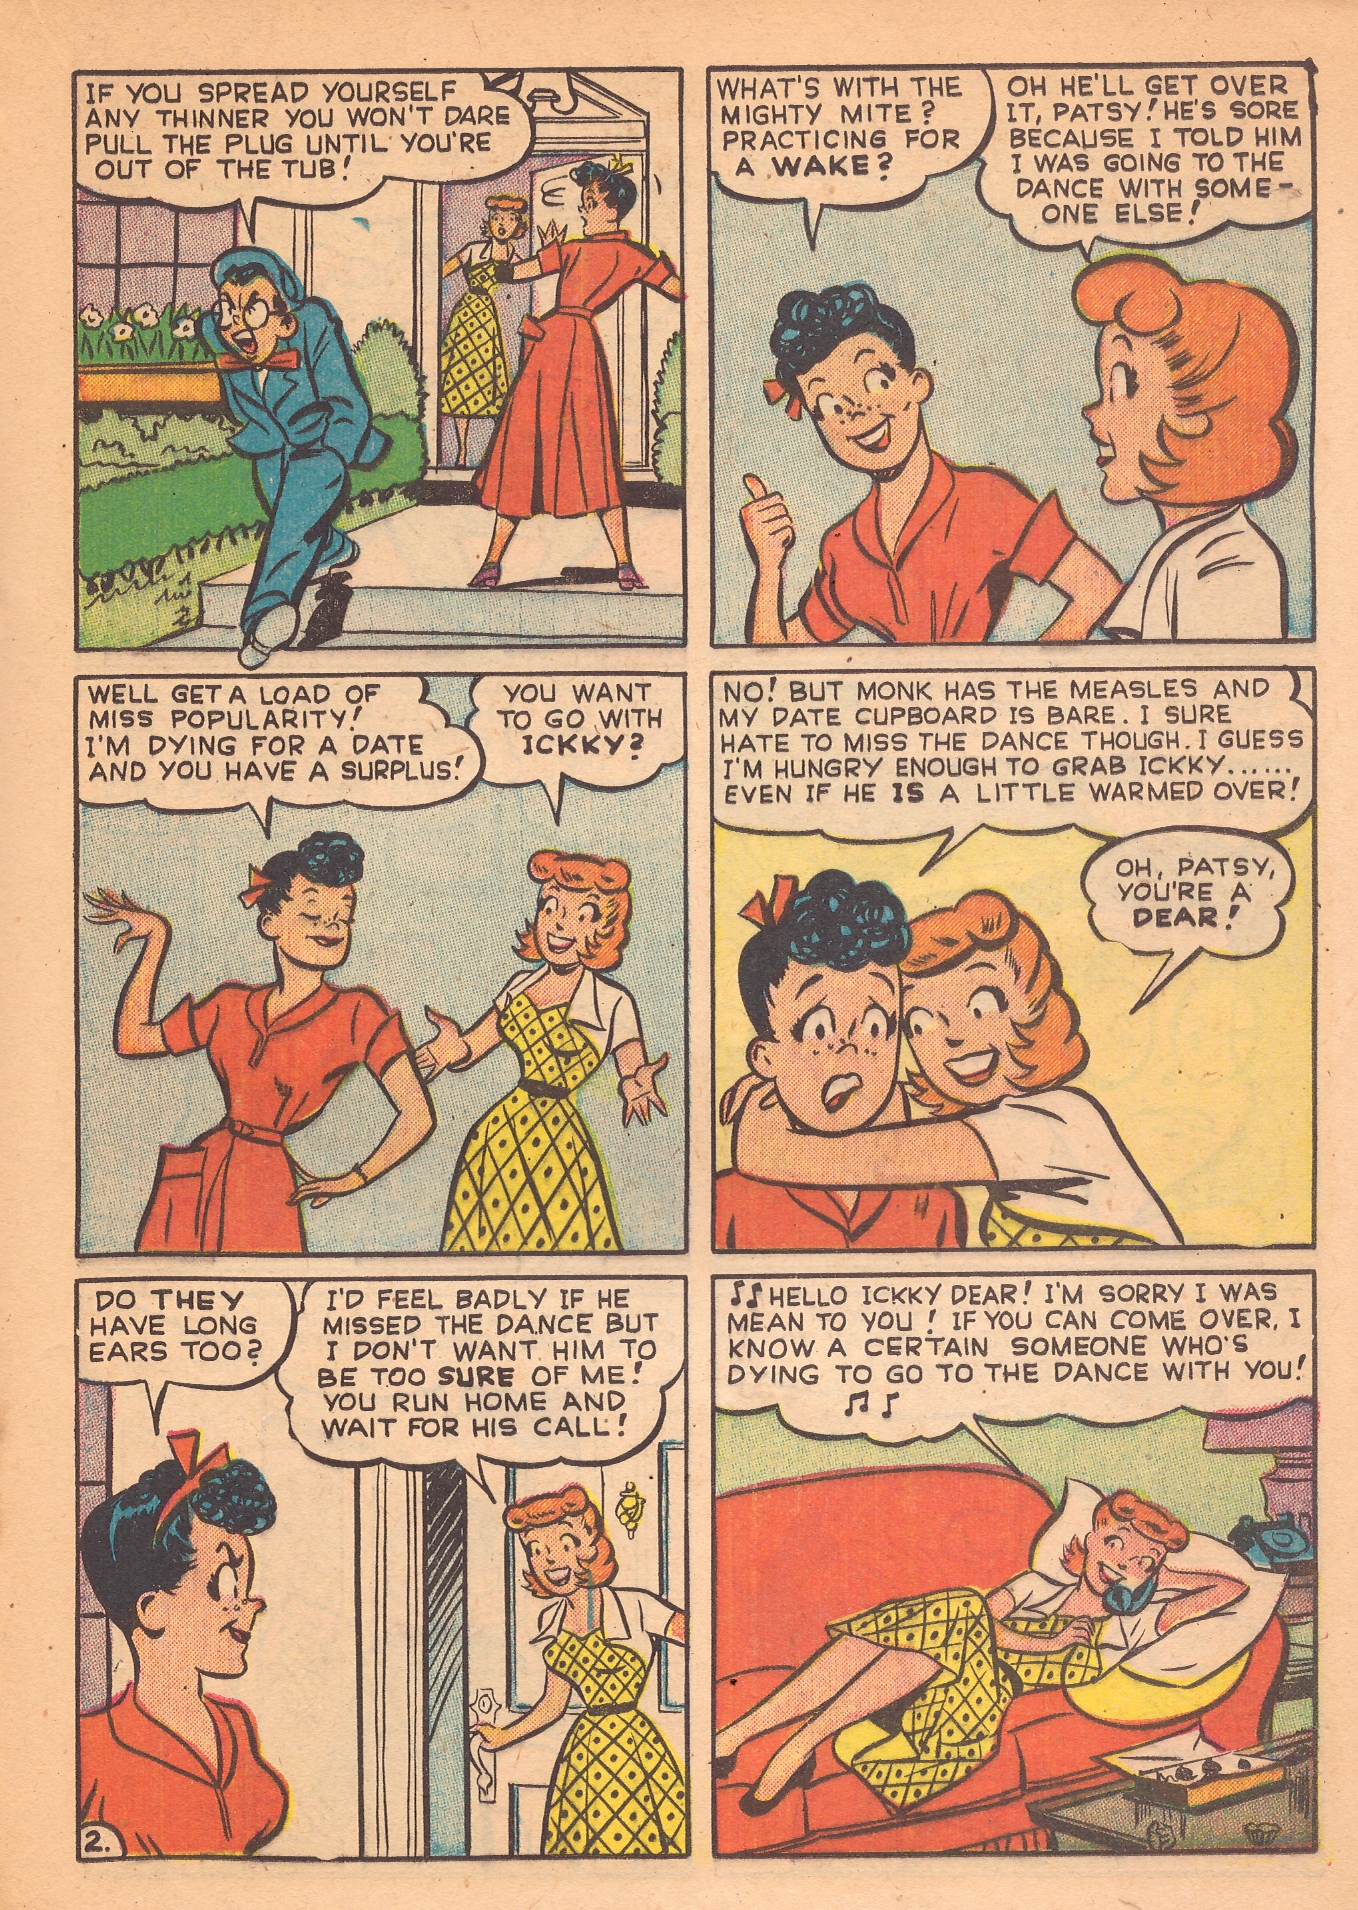 IF YOU SPREAD YOURSELF
ANY THINNER YOU WON'T DARE
PULL THE PLUG UNTIL YOU'RE
OUT OF THE TUB!
WHAT'S WITH THE
MIGHTY MITE?
PRACTICING FOR
A WAKE?
OH HE'LL GET OVER
IT, PATSY! HE'S SORE
BECAUSE I TOLD HIM
I WAS GOING TO THE
DANCE WITH SOME-
ONE ELSE!
WELL GET A LOAD OF
MISS POPULARITY!
I'M DYING FOR A DATE
AND YOU HAVE A SURPLUS!
YOU WANT
TO GO WITH
ICKKY?
NO! BUT MONK HAS THE MEASLES AND
MY DATE CUPBOARD IS BARE. I SURE
HATE TO MISS THE DANCE THOUGH. I GUESS
I'M HUNGRY ENOUGH TO GRAB ICKKY......
EVEN IF HE IS A LITTLE WARMED OVER!
OH, PATSY,
YOU'RE A
DEAR!
DO THEY
HAVE LONG
EARS TOO?
I'D FEEL BADLY IF HE
MISSED THE DANCE BUT
I DON'T WANT HIM TO
BE TOO SURE OF ME!
YOU RUN HOME AND
WAIT FOR HIS CALL!
♫♫ HELLO ICKKY DEAR! I'M SORRY I WAS
MEAN TO YOU! IF YOU CAN COME OVER, I
KNOW A CERTAIN SOMEONE WHO'S
DYING TO GO TO THE DANCE WITH YOU!
♫ ♪
2.